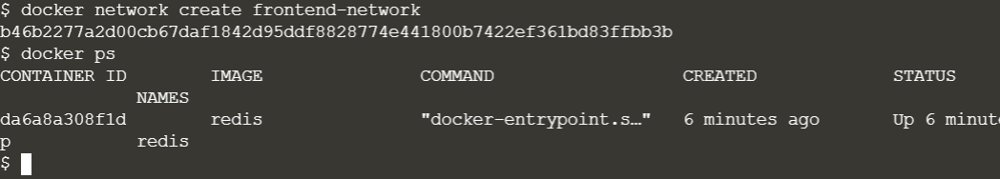 $ docker network create frontend-network
b46b2277a2d00cb67daf1842d95ddf8828774e441800b7422ef361bd83ffbb3b
$ docker ps
CONTAINER ID        IMAGE               COMMAND                  CREATED             STATUS
             NAMES
da6a8a308f1d        redis               "docker-entrypoint.s…"   6 minutes ago       Up 6 minut
p            redis
$